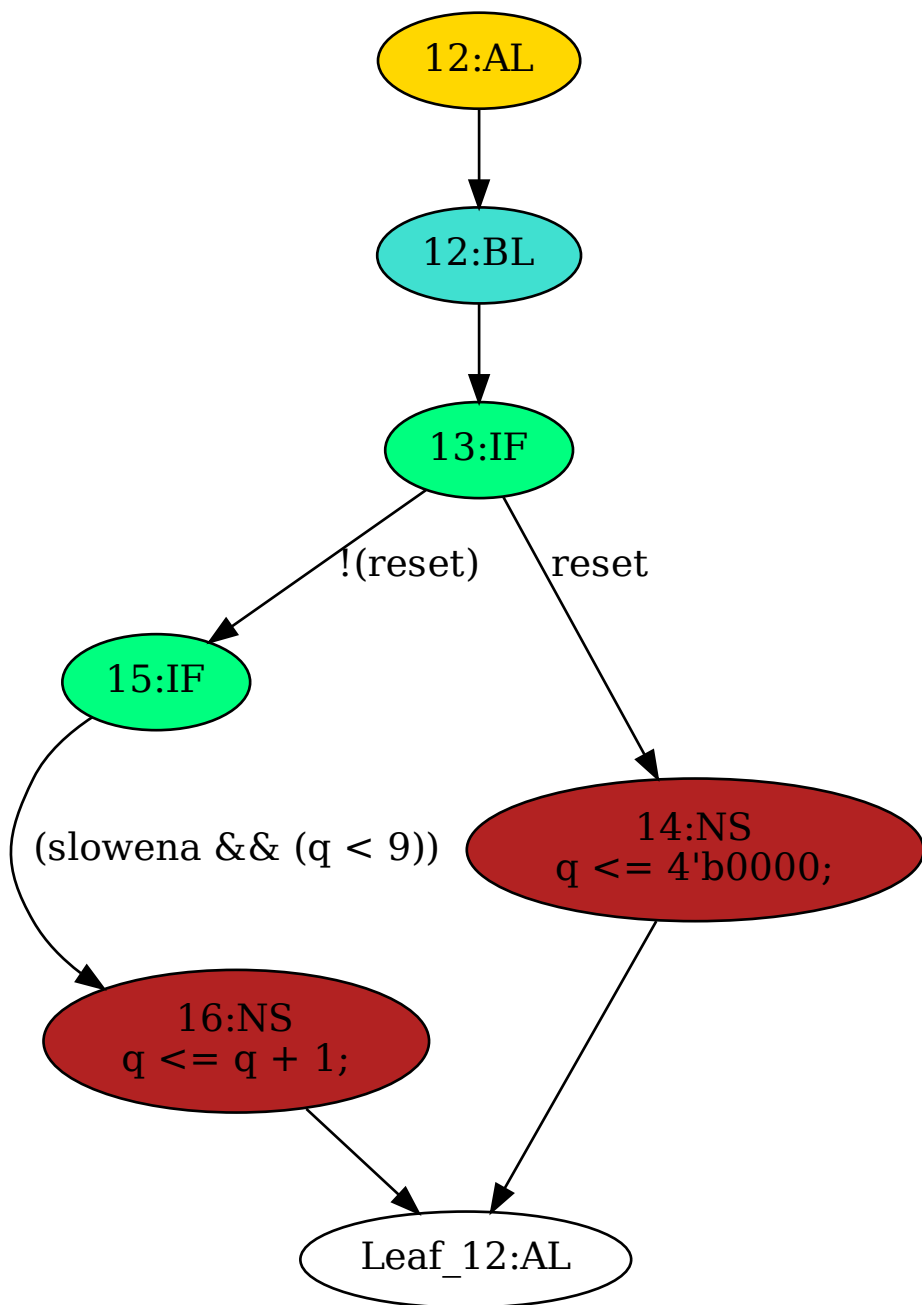 12:AL
12:BL
13:IF
!(reset)
reset
15:IF
(slowena && (q < 9))
14:NS
q <= 4'b0000;
16:NS
q <= q + 1;
Leaf_12:AL